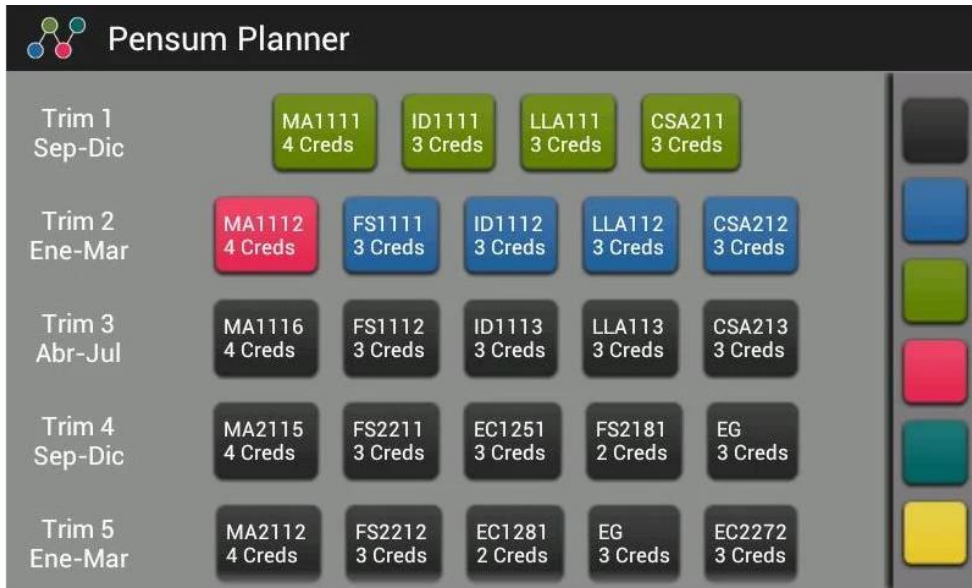 Pensum Planner
Trim 1
Sep-Dic
MA1111
4 Creds
ID1111
3 Creds
LLA111
3 Creds
CSA211
3 Creds
Trim 2
Ene-Mar
MA1112
4 Creds
FS1111
3 Creds
ID1112
3 Creds
LLA112
3 Creds
CSA212
3 Creds
Trim 3
Abr-Jul
MA1116
4 Creds
FS1112
3 Creds
ID1113
3 Creds
LLA113
3 Creds
CSA213
3 Creds
Trim 4
Sep-Dic
MA2115
4 Creds
FS2211
3 Creds
EC1251
3 Creds
FS2181
2 Creds
EG
3 Creds
Trim 5
Ene-Mar
MA2112
4 Creds
FS2212
3 Creds
EC1281
2 Creds
EG
3 Creds
EC2272
3 Creds